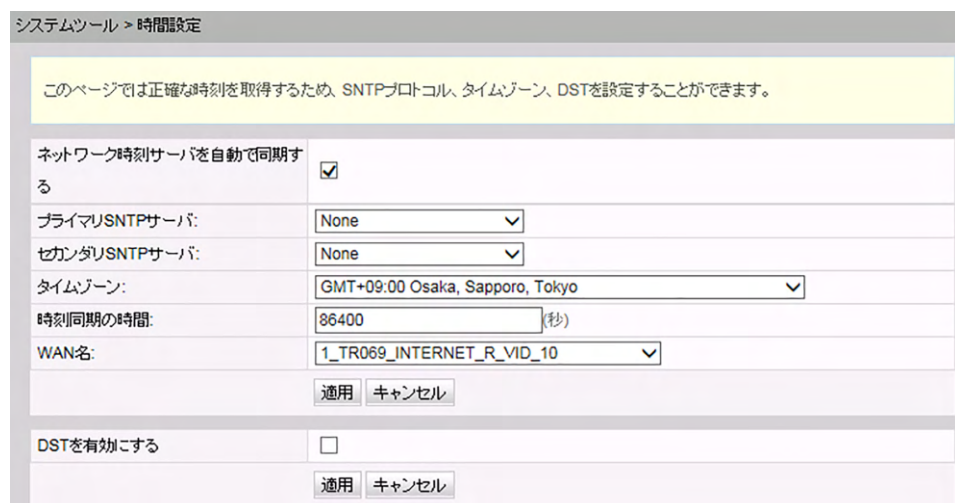 システムツール > 時間設定
このページでは正確な時刻を取得するため、SNTPプロトコル、タイムゾーン、DSTを設定することができます。
ネットワーク時刻サーバを自動で同期す
る
プライマリSNTPサーバ: None
セカンダリSNTPサーバ: None
タイムゾーン: GMT+09:00 Osaka, Sapporo, Tokyo
時刻同期の時間: 86400 (秒)
WAN名: 1_TR069_INTERNET_R_VID_10
適用 キャンセル
DSTを有効にする
適用 キャンセル